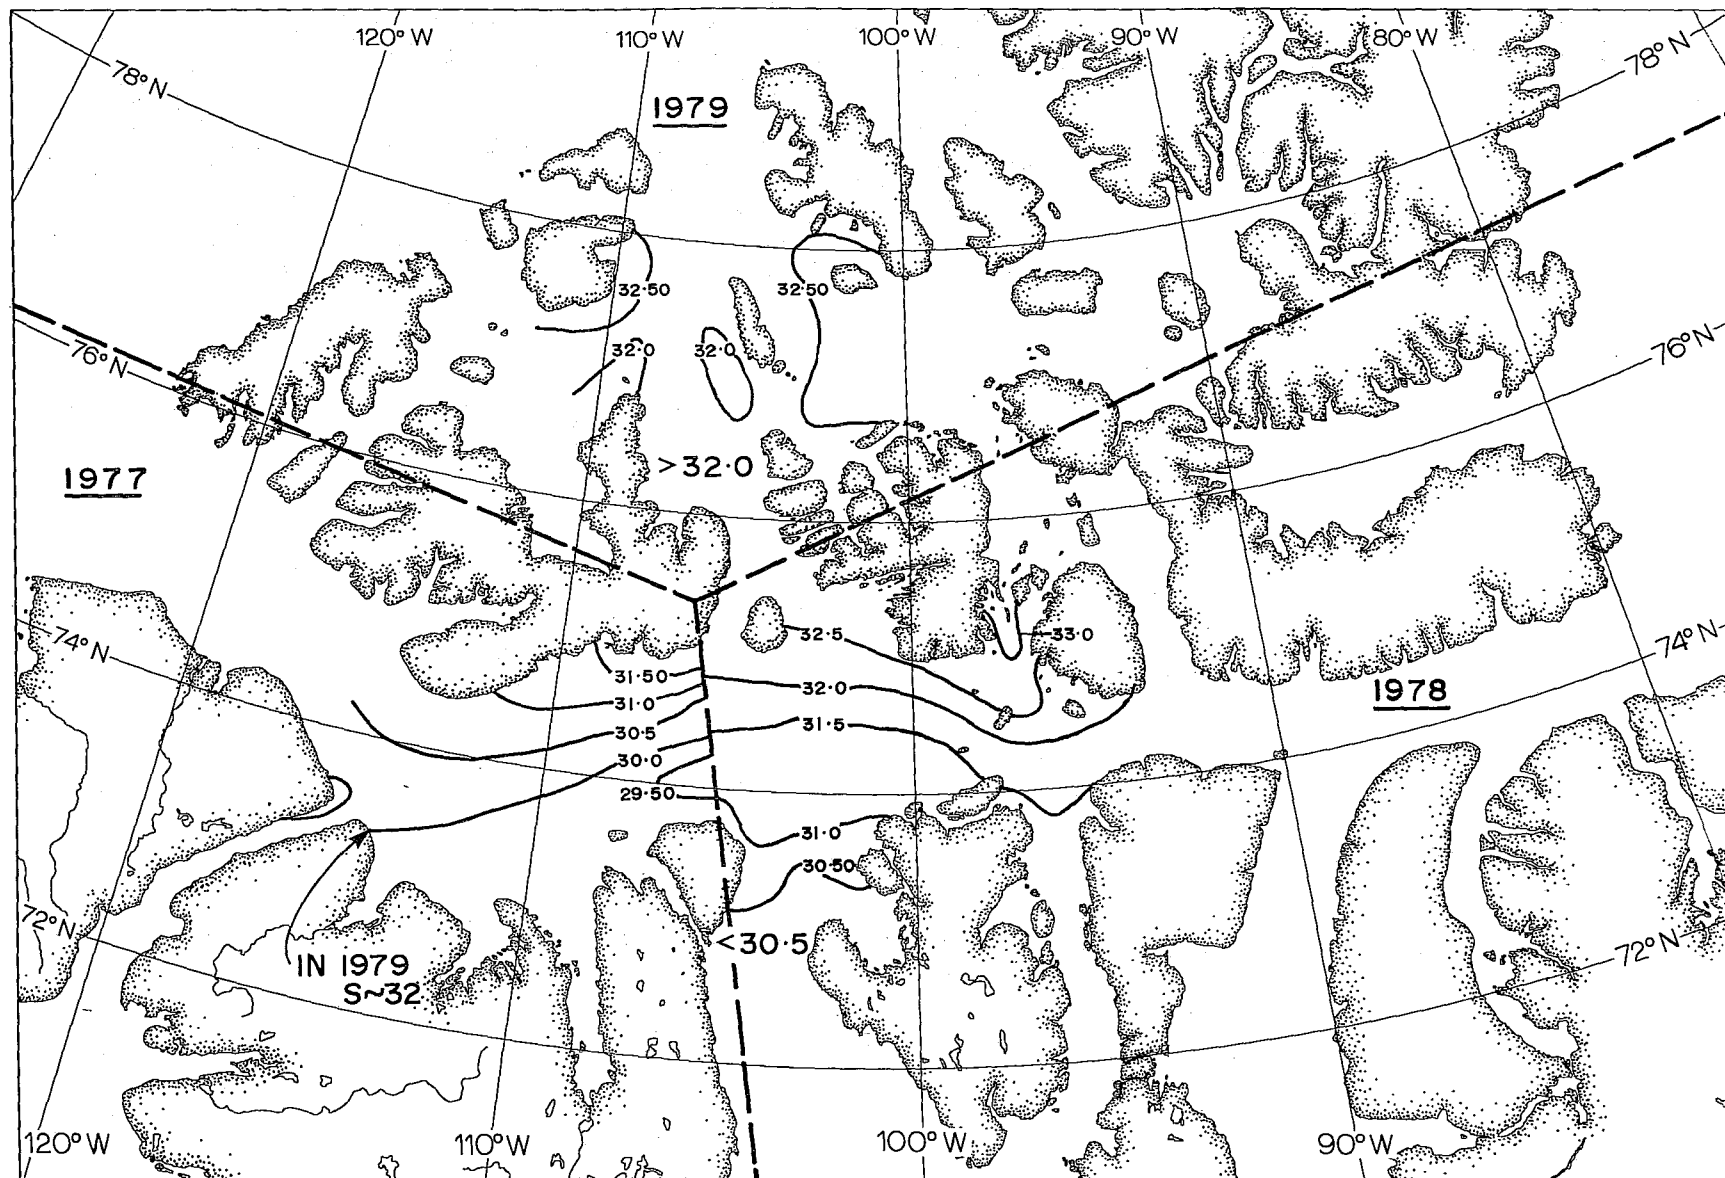 120° W
110° W
100° W
90° W
80° W
78° N
78° N
1979
32·50
32·50
32·0
32·0
76° N
76° N
1977
>32·0
74° N
74° N
32·5
33·0
31·50
32·0
1978
31·0
30·5
31·5
30·0
29·50
31·0
30·50
72° N
72° N
<30·5
IN 1979
S~32
120° W
110° W
100° W
90° W